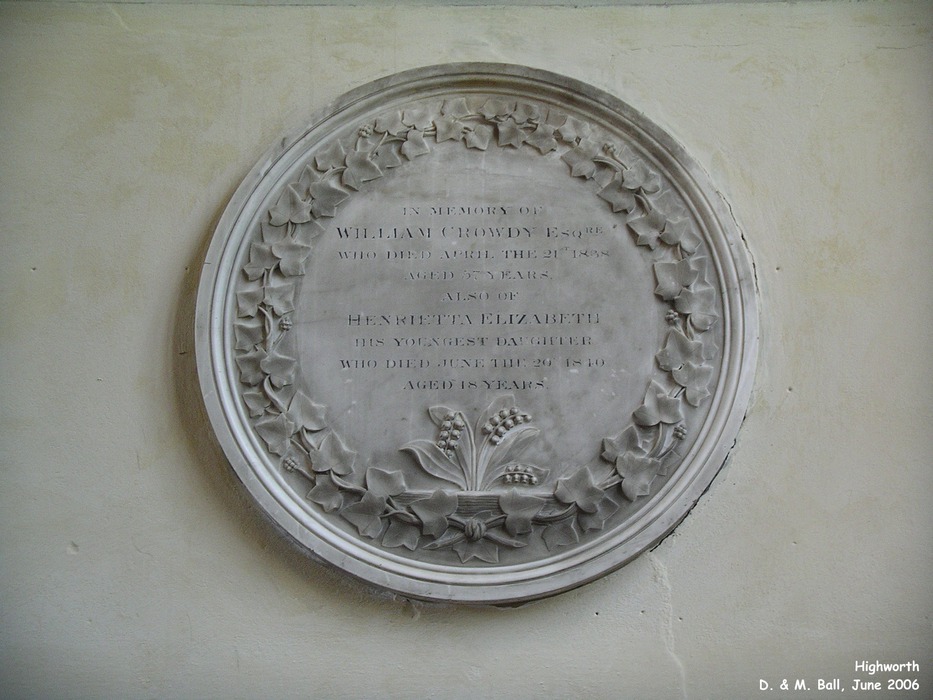 IN MEMORY OF
WILLIAM CROWDY ESQRE
WHO DIED APRIL THE 21ST 1838
AGED 57 YEARS,
ALSO OF
HENRIETTA ELIZABETH
HIS YOUNGEST DAUGHTER
WHO DIED JUNE THE 20 1840
AGED 18 YEARS
Highworth
D. & M. Ball, June 2006